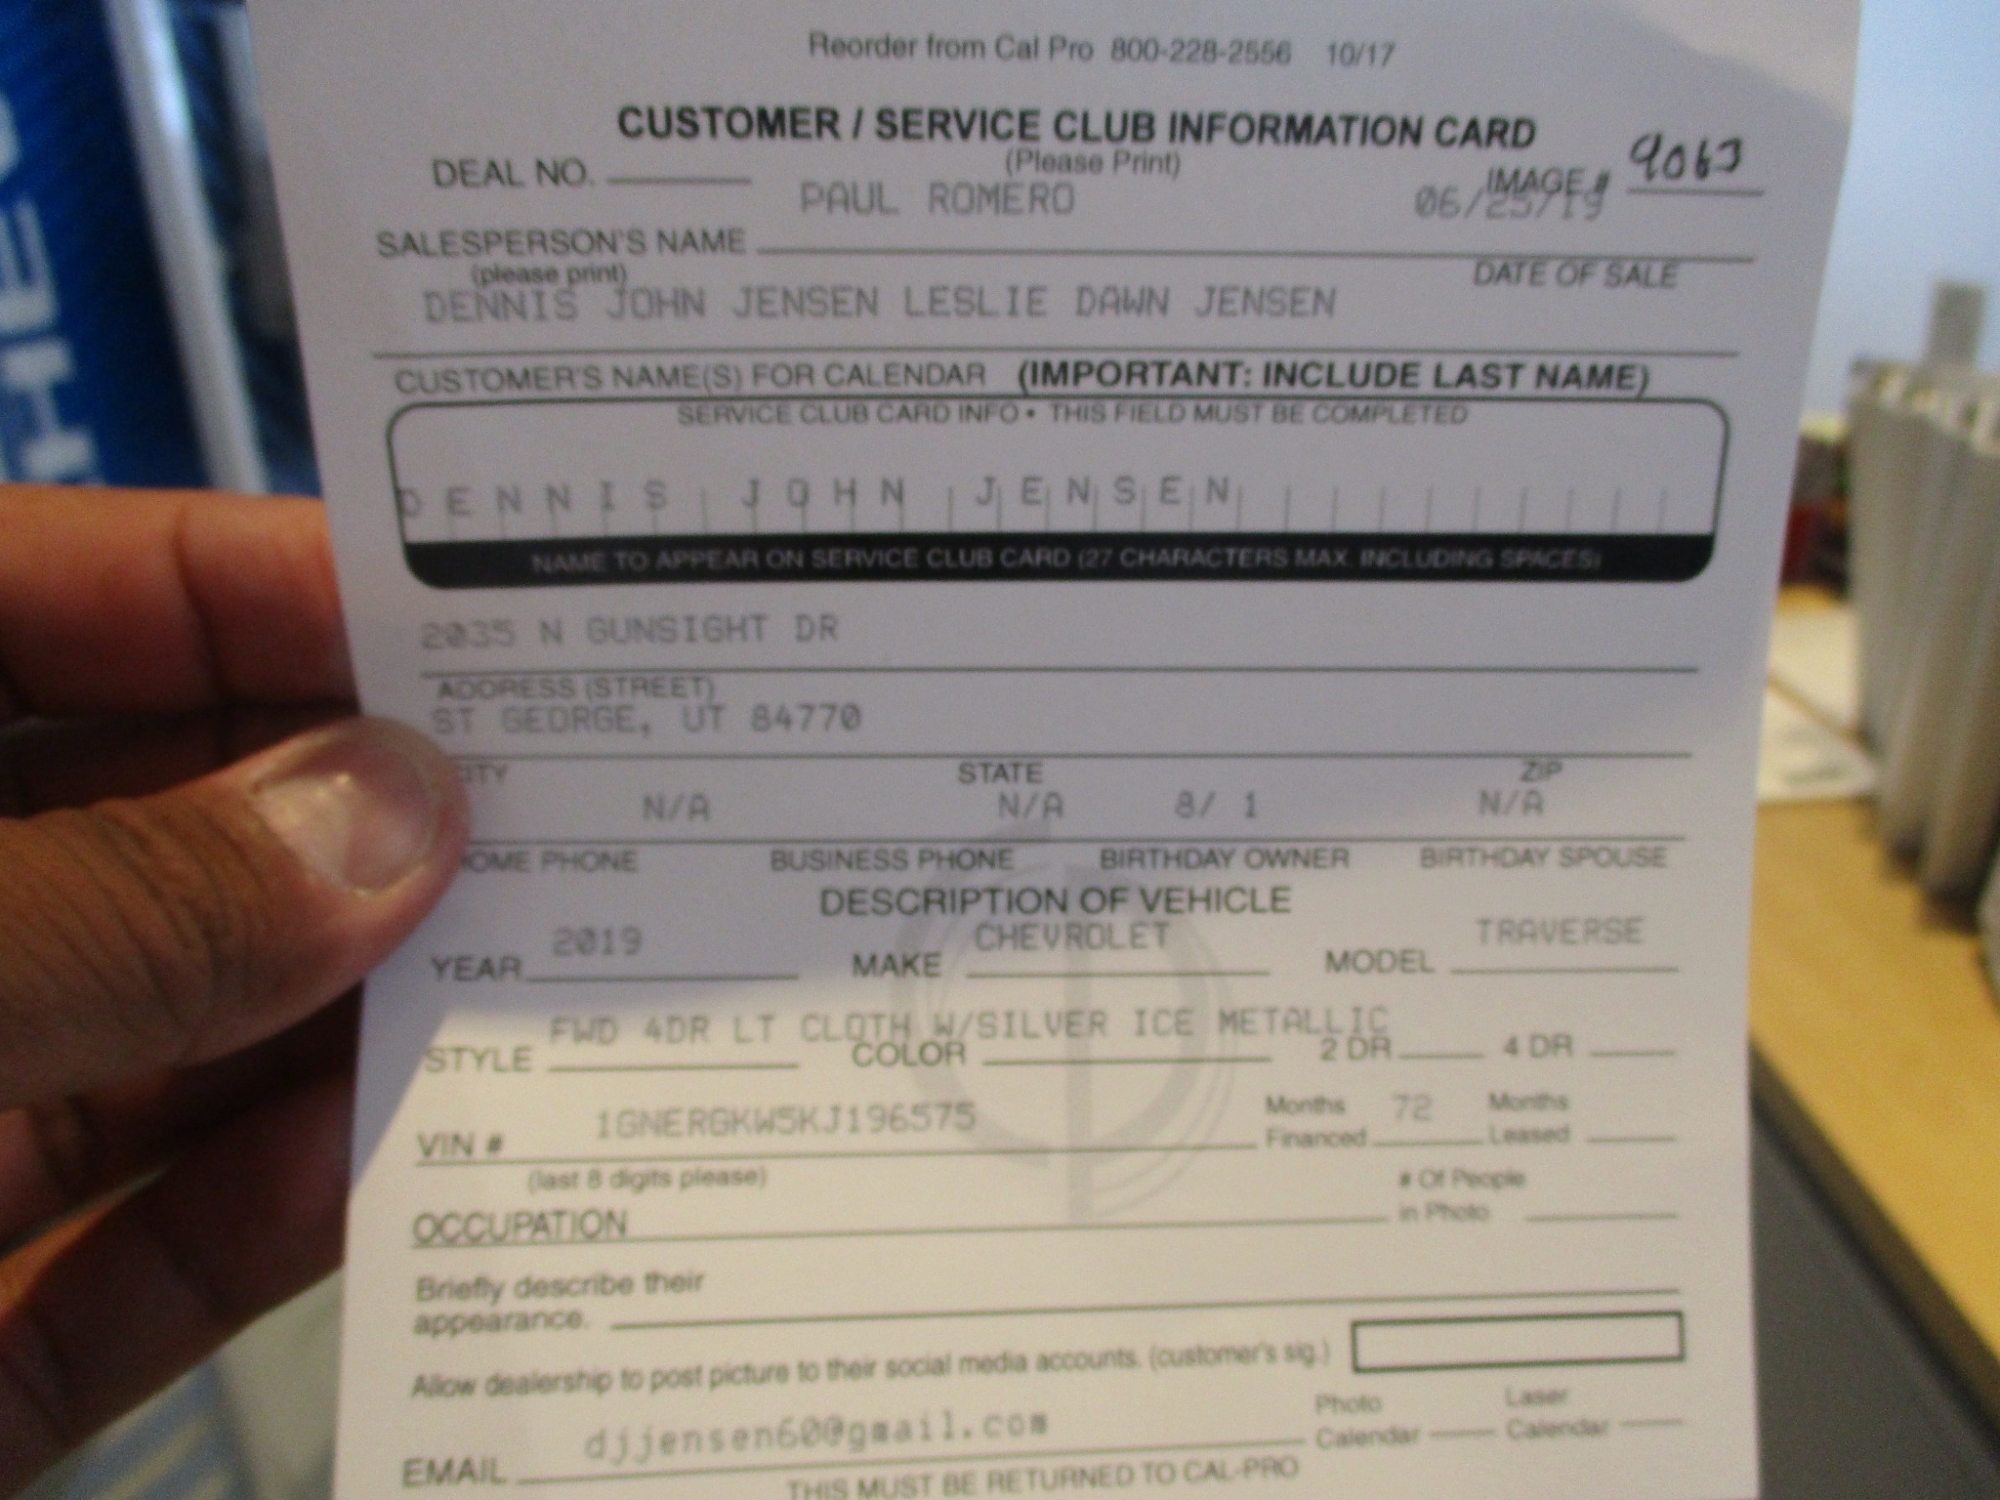 Reorder from Cal Pro 800-228-2556 10/17
CUSTOMER / SERVICE CLUB INFORMATION CARD
(Please Print)
DEAL NO. IMAGE # 9063
PAUL ROMERO 06/25/19
SALESPERSON'S NAME
(please print) DATE OF SALE
DENNIS JOHN JENSEN LESLIE DAWN JENSEN
CUSTOMER'S NAME(S) FOR CALENDAR (IMPORTANT: INCLUDE LAST NAME)
SERVICE CLUB CARD INFO • THIS FIELD MUST BE COMPLETED
DENNIS JOHN JENSEN
NAME TO APPEAR ON SERVICE CLUB CARD (27 CHARACTERS MAX. INCLUDING SPACES)
2035 N GUNSIGHT DR
ADDRESS (STREET)
ST GEORGE, UT 84770
ITY STATE ZIP
N/A N/A 8/ 1 N/A
OME PHONE BUSINESS PHONE BIRTHDAY OWNER BIRTHDAY SPOUSE
DESCRIPTION OF VEHICLE
YEAR 2019 MAKE CHEVROLET MODEL TRAVERSE
FWD 4DR LT CLOTH W/SILVER ICE METALLIC
STYLE COLOR 2 DR 4 DR
VIN # 1GNERGKW5KJ196575 Months Financed 72 Months Leased
(last 8 digits please) # Of People in Photo
OCCUPATION
Briefly describe their
appearance.
Allow dealership to post picture to their social media accounts. (customer's sig.)
EMAIL djjensen60@gmail.com Photo Calendar Laser Calendar
THIS MUST BE RETURNED TO CAL-PRO